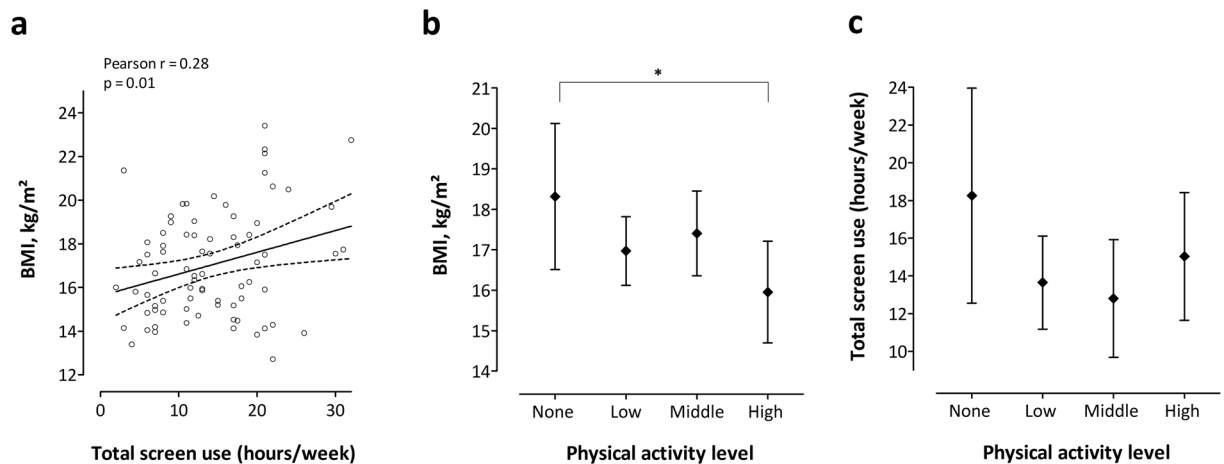 a
Pearson r = 0.28
p = 0.01
24
22
20
18
16
14
12
BMI, kg/m²
0 10 20 30
Total screen use (hours/week)
b
*
21
20
19
18
17
16
15
14
BMI, kg/m²
None Low Middle High
Physical activity level
c
24
22
20
18
16
14
12
10
Total screen use (hours/week)
None Low Middle High
Physical activity level